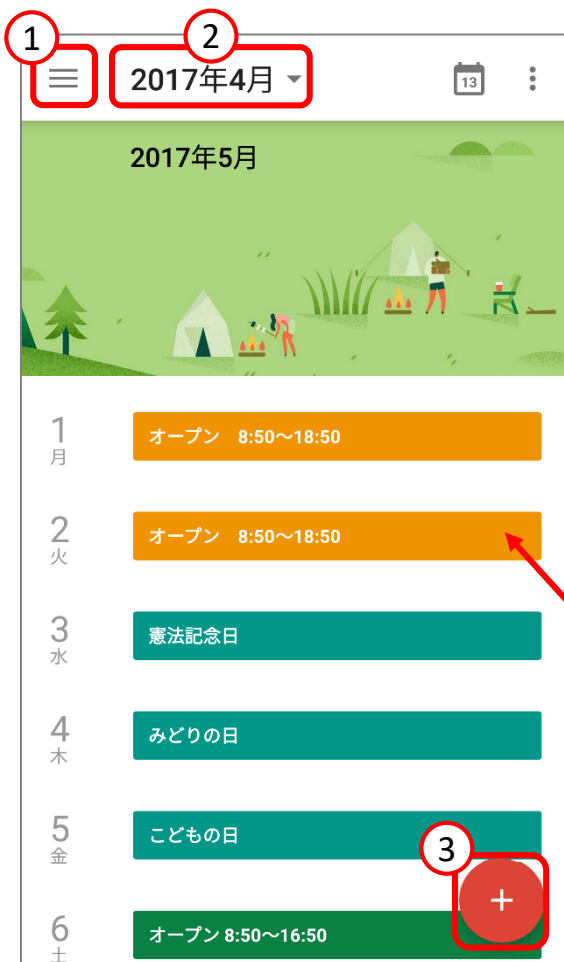 1
2
2017年4月
13
2017年5月
1
月
オープン　8:50～18:50
2
火
オープン　8:50～18:50
3
水
憲法記念日
4
木
みどりの日
5
金
こどもの日
3
+
6
土
オープン 8:50～16:50